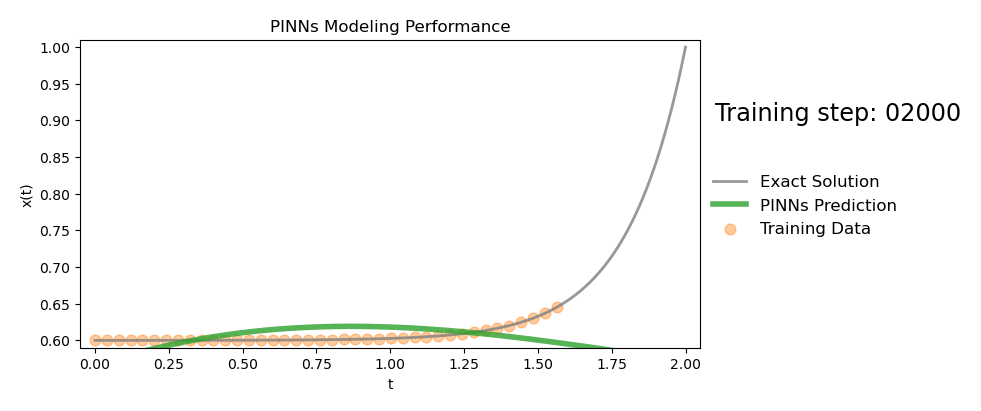 PINNs Modeling Performance
1.00
0.95
0.90
0.85
0.80
0.75
0.70
0.65
0.60
x(t)
0.00 0.25 0.50 0.75 1.00 1.25 1.50 1.75 2.00
t
Training step: 02000
Exact Solution
PINNs Prediction
Training Data